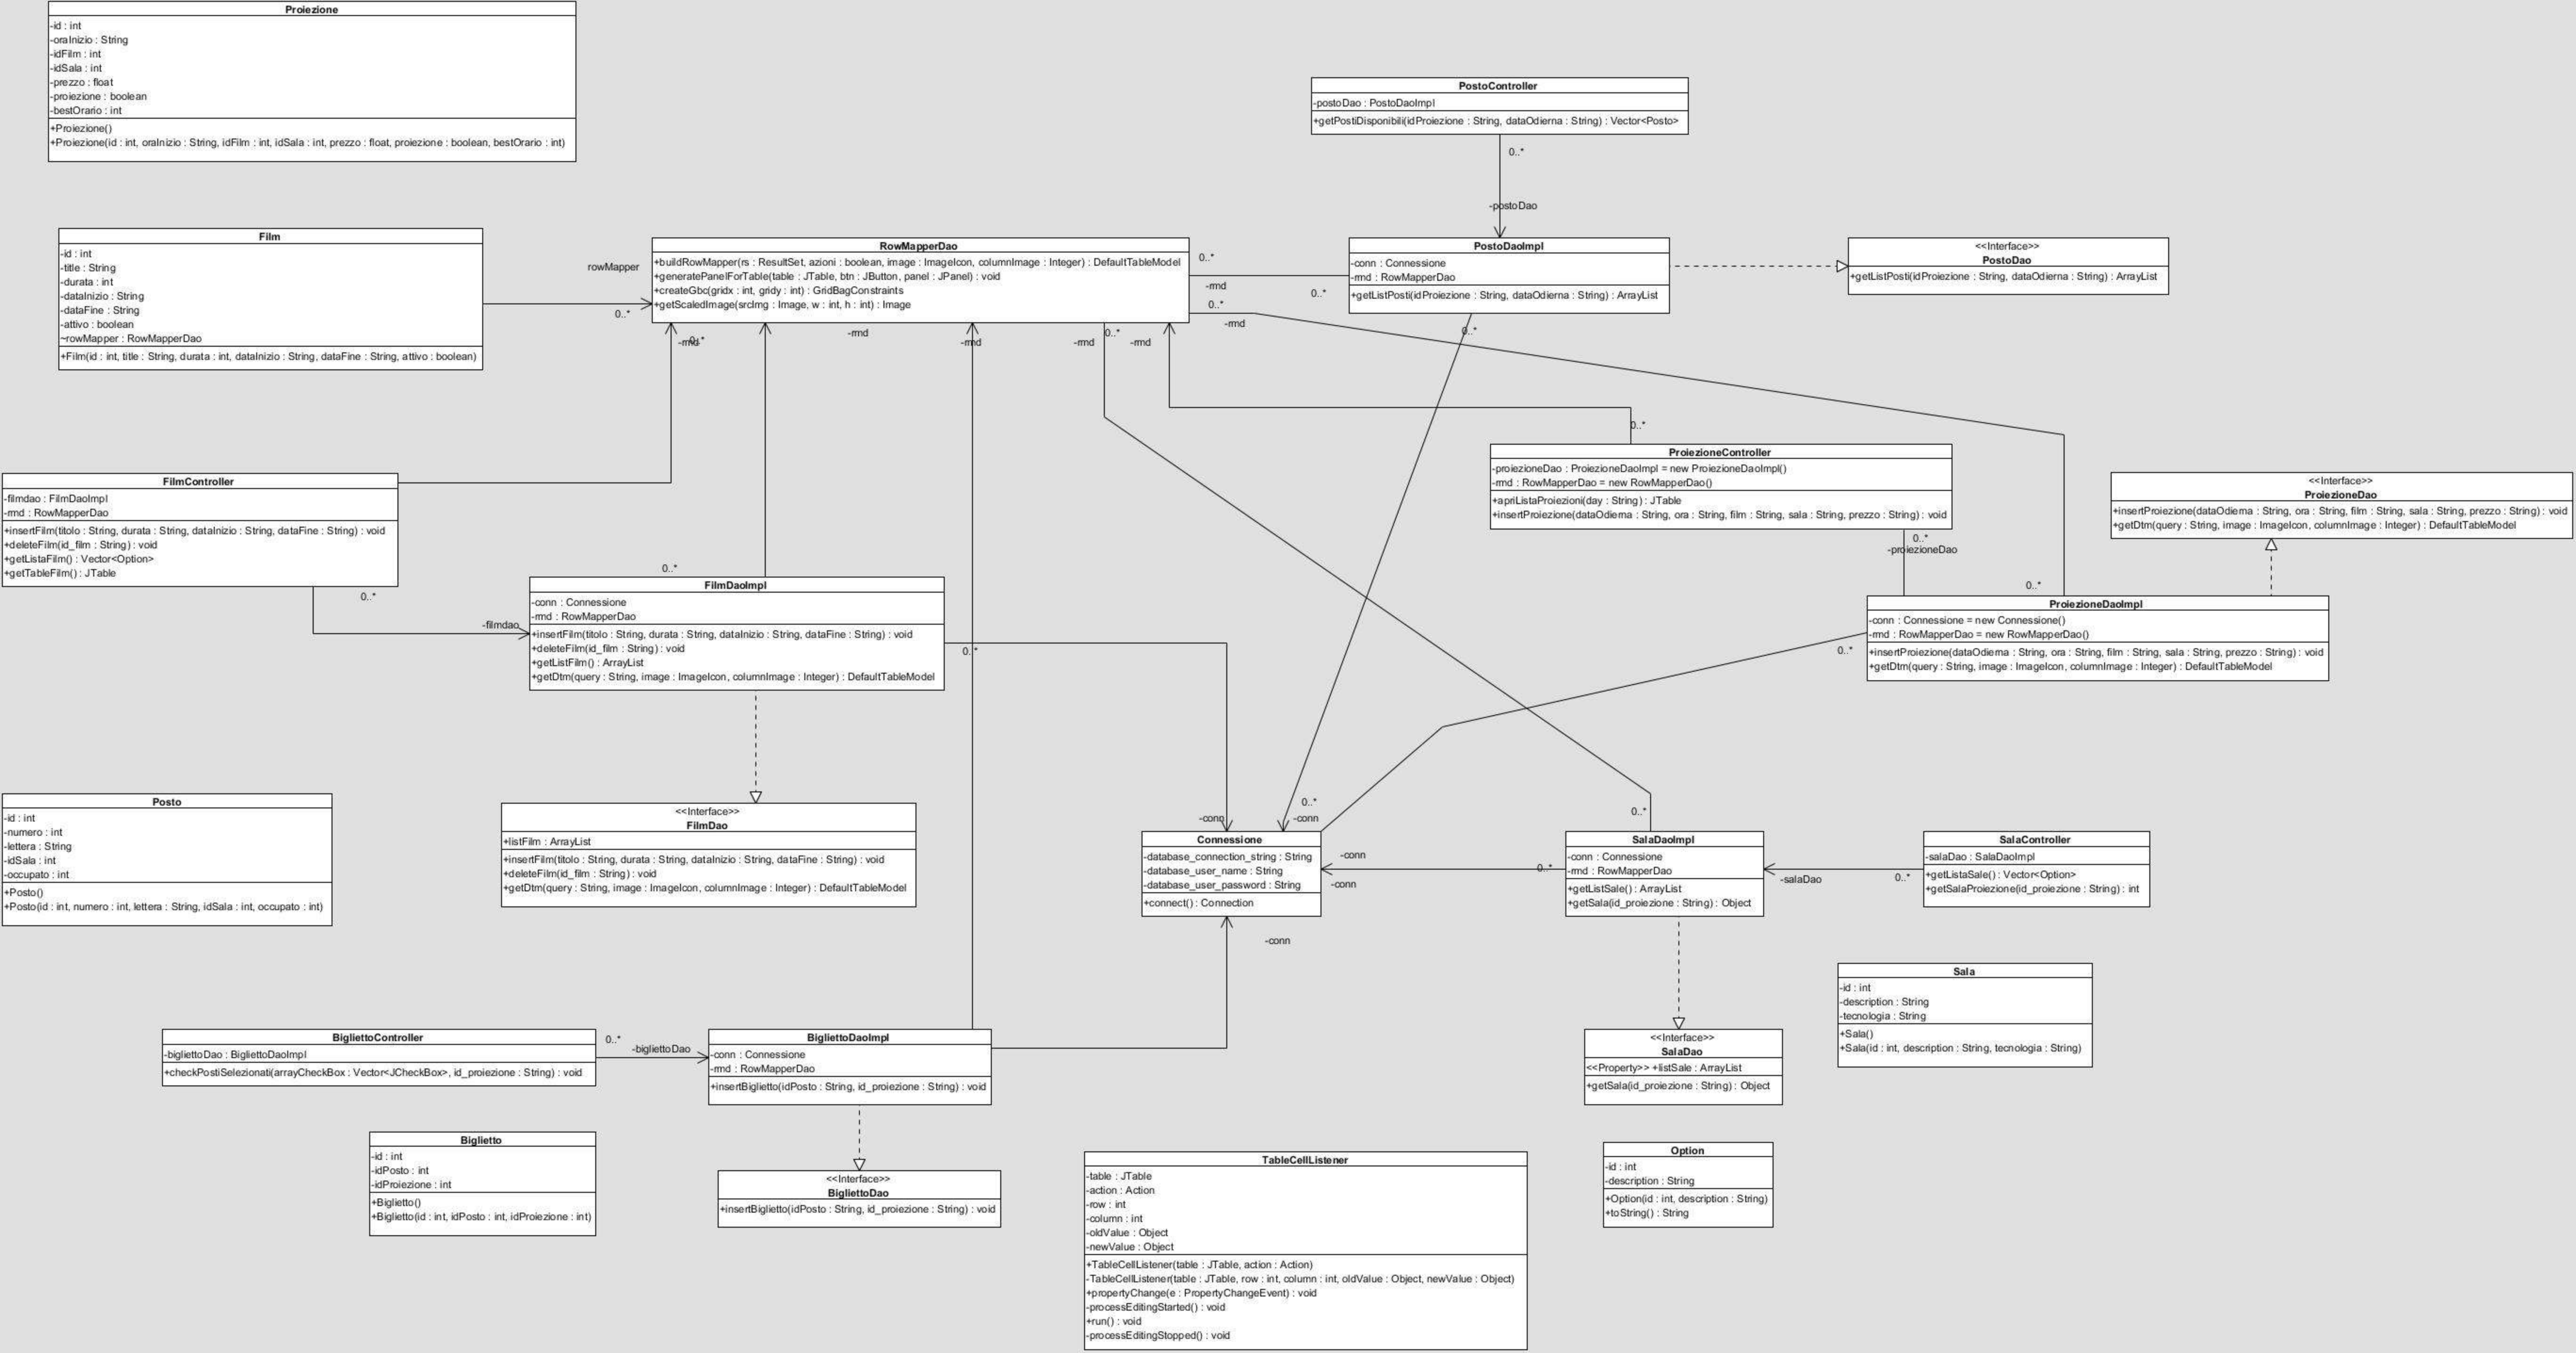 Proiezione
-id : int
-oraInizio : String
-idFilm : int
-idSala : int
-prezzo : float
-proiezione : boolean
-bestOrario : int
+Proiezione()
+Proiezione(id : int, oraInizio : String, idFilm : int, idSala : int, prezzo : float, proiezione : boolean, bestOrario : int)
PostoController
-postoDao : PostoDaoImpl
+getPostiDisponibili(idProiezione : String, dataOdierna : String) : Vector<Posto>
0..*
-postoDao
Film
-id : int
-title : String
-durata : int
-dataInizio : String
-dataFine : String
-attivo : boolean
~rowMapper : RowMapperDao
+Film(id : int, title : String, durata : int, dataInizio : String, dataFine : String, attivo : boolean)
rowMapper
0..*
RowMapperDao
+buildRowMapper(rs : ResultSet, azioni : boolean, image : ImageIcon, columnImage : Integer) : DefaultTableModel
+generatePanelForTable(table : JTable, btn : JButton, panel : JPanel) : void
+createGbc(gridx : int, gridy : int) : GridBagConstraints
+getScaledImage(srcImg : Image, w : int, h : int) : Image
0..*
-rmd
0..*
0..*
-rmd
PostoDaoImpl
-conn : Connessione
-rmd : RowMapperDao
+getListPosti(idProiezione : String, dataOdierna : String) : ArrayList
0..*
<<Interface>>
PostoDao
+getListPosti(idProiezione : String, dataOdierna : String) : ArrayList
-rmd
0..*
-rmd
-rmd
-rmd
0..*
-rmd
0..*
ProiezioneController
-proiezioneDao : ProiezioneDaoImpl = new ProiezioneDaoImpl()
-rmd : RowMapperDao = new RowMapperDao()
+apriListaProiezioni(day : String) : JTable
+insertProiezione(dataOdierna : String, ora : String, film : String, sala : String, prezzo : String) : void
0..*
-proiezioneDao
<<Interface>>
ProiezioneDao
+insertProiezione(dataOdierna : String, ora : String, film : String, sala : String, prezzo : String) : void
+getDtm(query : String, image : ImageIcon, columnImage : Integer) : DefaultTableModel
FilmController
-filmdao : FilmDaoImpl
-rmd : RowMapperDao
+insertFilm(titolo : String, durata : String, dataInizio : String, dataFine : String) : void
+deleteFilm(id_film : String) : void
+getListaFilm() : Vector<Option>
+getTableFilm() : JTable
0..*
-filmdao
0..*
FilmDaoImpl
-conn : Connessione
-rmd : RowMapperDao
+insertFilm(titolo : String, durata : String, dataInizio : String, dataFine : String) : void
+deleteFilm(id_film : String) : void
+getListFilm() : ArrayList
+getDtm(query : String, image : ImageIcon, columnImage : Integer) : DefaultTableModel
0..*
0..*
ProiezioneDaoImpl
-conn : Connessione = new Connessione()
-rmd : RowMapperDao = new RowMapperDao()
+insertProiezione(dataOdierna : String, ora : String, film : String, sala : String, prezzo : String) : void
+getDtm(query : String, image : ImageIcon, columnImage : Integer) : DefaultTableModel
0..*
Posto
-id : int
-numero : int
-lettera : String
-idSala : int
-occupato : int
+Posto()
+Posto(id : int, numero : int, lettera : String, idSala : int, occupato : int)
<<Interface>>
FilmDao
+listFilm : ArrayList
+insertFilm(titolo : String, durata : String, dataInizio : String, dataFine : String) : void
+deleteFilm(id_film : String) : void
+getDtm(query : String, image : ImageIcon, columnImage : Integer) : DefaultTableModel
-conn
0..*
-conn
Connessione
-database_connection_string : String
-database_user_name : String
-database_user_password : String
+connect() : Connection
-conn
-conn
-conn
0..*
0..*
SalaDaoImpl
-conn : Connessione
-rmd : RowMapperDao
+getListSale() : ArrayList
+getSala(id_proiezione : String) : Object
-salaDao
0..*
SalaController
-salaDao : SalaDaoImpl
+getListaSale() : Vector<Option>
+getSalaProiezione(id_proiezione : String) : int
Sala
-id : int
-description : String
-tecnologia : String
+Sala()
+Sala(id : int, description : String, tecnologia : String)
<<Interface>>
SalaDao
<<Property>> +listSale : ArrayList
+getSala(id_proiezione : String) : Object
BigliettoController
-bigliettoDao : BigliettoDaoImpl
+checkPostiSelezionati(arrayCheckBox : Vector<JCheckBox>, id_proiezione : String) : void
0..*
-bigliettoDao
BigliettoDaoImpl
-conn : Connessione
-rmd : RowMapperDao
+insertBiglietto(idPosto : String, id_proiezione : String) : void
Biglietto
-id : int
-idPosto : int
-idProiezione : int
+Biglietto()
+Biglietto(id : int, idPosto : int, idProiezione : int)
<<Interface>>
BigliettoDao
+insertBiglietto(idPosto : String, id_proiezione : String) : void
TableCellListener
-table : JTable
-action : Action
-row : int
-column : int
-oldValue : Object
-newValue : Object
+TableCellListener(table : JTable, action : Action)
-TableCellListener(table : JTable, row : int, column : int, oldValue : Object, newValue : Object)
+propertyChange(e : PropertyChangeEvent) : void
-processEditingStarted() : void
+run() : void
-processEditingStopped() : void
Option
-id : int
-description : String
+Option(id : int, description : String)
+toString() : String